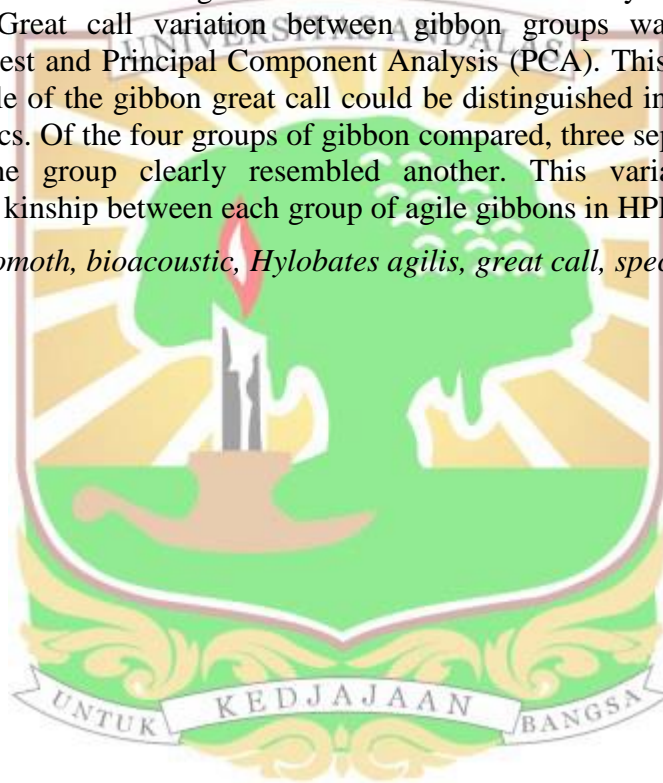 Great call variation between gibbon groups wa
UNIVERSITAS ANDALAS
est and Principal Component Analysis (PCA). This
le of the gibbon great call could be distinguished in
cs. Of the four groups of gibbon compared, three sep
ne group clearly resembled another. This varia
kinship between each group of agile gibbons in HP
omoth, bioacoustic, Hylobates agilis, great call, spec
UNTUK KEDJAJAAN BANGSA